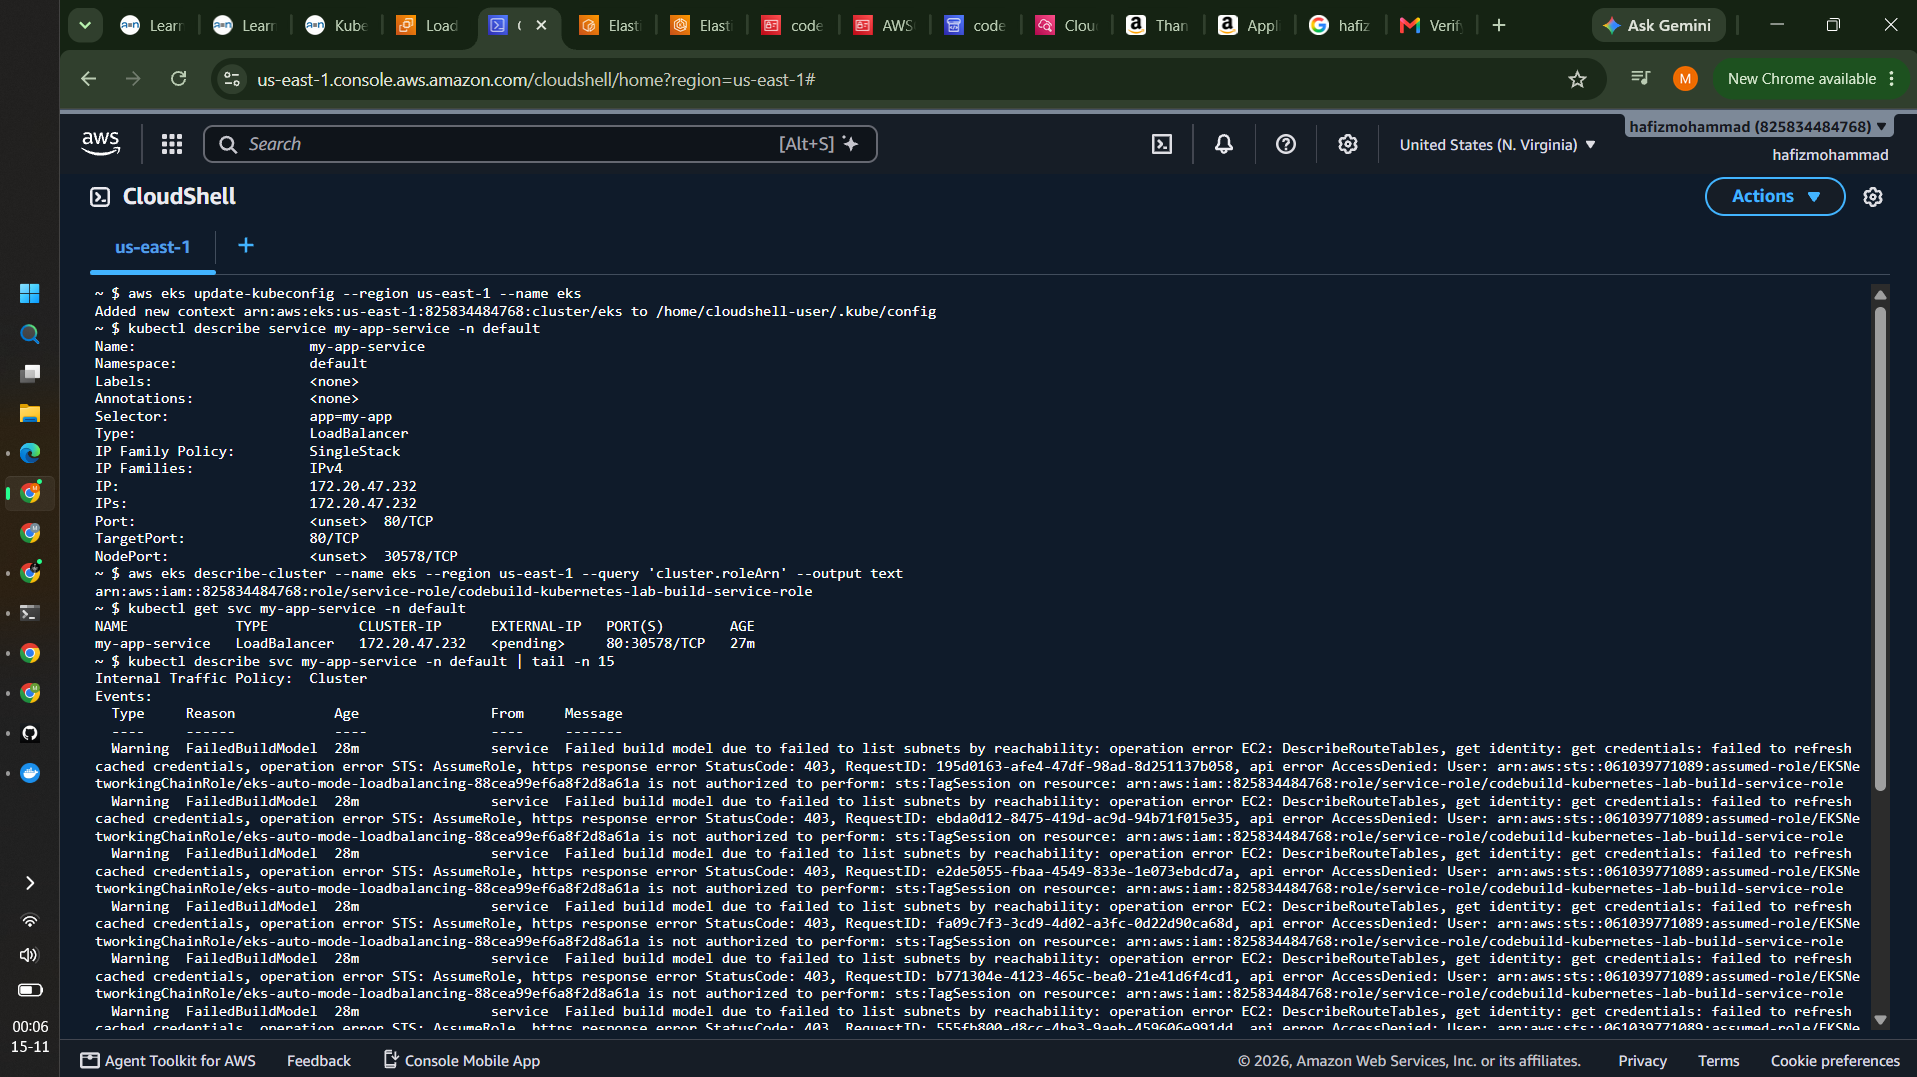 Learn
Learn
Kube
Load
(
Elasti
Elasti
code
AWS
code
Clou
Than
Appli
hafiz
Verify
Ask Gemini
us-east-1.console.aws.amazon.com/cloudshell/home?region=us-east-1#
M
New Chrome available
aws
Search
[Alt+S]
United States (N. Virginia)
hafizmohammad (825834484768)
hafizmohammad
CloudShell
Actions
us-east-1
~ $ aws eks update-kubeconfig --region us-east-1 --name eks
Added new context arn:aws:eks:us-east-1:825834484768:cluster/eks to /home/cloudshell-user/.kube/config
~ $ kubectl describe service my-app-service -n default
Name: my-app-service
Namespace: default
Labels: <none>
Annotations: <none>
Selector: app=my-app
Type: LoadBalancer
IP Family Policy: SingleStack
IP Families: IPv4
IP: 172.20.47.232
IPs: 172.20.47.232
Port: <unset> 80/TCP
TargetPort: 80/TCP
NodePort: <unset> 30578/TCP
~ $ aws eks describe-cluster --name eks --region us-east-1 --query 'cluster.roleArn' --output text
arn:aws:iam::825834484768:role/service-role/codebuild-kubernetes-lab-build-service-role
~ $ kubectl get svc my-app-service -n default
NAME TYPE CLUSTER-IP EXTERNAL-IP PORT(S) AGE
my-app-service LoadBalancer 172.20.47.232 <pending> 80:30578/TCP 27m
~ $ kubectl describe svc my-app-service -n default | tail -n 15
Internal Traffic Policy: Cluster
Events:
Type Reason Age From Message
---- ------ ---- ---- -------
Warning FailedBuildModel 28m service Failed build model due to failed to list subnets by reachability: operation error EC2: DescribeRouteTables, get identity: get credentials: failed to refresh
cached credentials, operation error STS: AssumeRole, https response error StatusCode: 403, RequestID: 195d0163-afe4-47df-98ad-8d251137b058, api error AccessDenied: User: arn:aws:sts::061039771089:assumed-role/EKSNe
tworkingChainRole/eks-auto-mode-loadbalancing-88cea99ef6a8f2d8a61a is not authorized to perform: sts:TagSession on resource: arn:aws:iam::825834484768:role/service-role/codebuild-kubernetes-lab-build-service-role
Warning FailedBuildModel 28m service Failed build model due to failed to list subnets by reachability: operation error EC2: DescribeRouteTables, get identity: get credentials: failed to refresh
cached credentials, operation error STS: AssumeRole, https response error StatusCode: 403, RequestID: ebda0d12-8475-419d-ac9d-94b71f015e35, api error AccessDenied: User: arn:aws:sts::061039771089:assumed-role/EKSNe
tworkingChainRole/eks-auto-mode-loadbalancing-88cea99ef6a8f2d8a61a is not authorized to perform: sts:TagSession on resource: arn:aws:iam::825834484768:role/service-role/codebuild-kubernetes-lab-build-service-role
Warning FailedBuildModel 28m service Failed build model due to failed to list subnets by reachability: operation error EC2: DescribeRouteTables, get identity: get credentials: failed to refresh
cached credentials, operation error STS: AssumeRole, https response error StatusCode: 403, RequestID: e2de5055-fbaa-4549-833e-1e073ebdcd7a, api error AccessDenied: User: arn:aws:sts::061039771089:assumed-role/EKSNe
tworkingChainRole/eks-auto-mode-loadbalancing-88cea99ef6a8f2d8a61a is not authorized to perform: sts:TagSession on resource: arn:aws:iam::825834484768:role/service-role/codebuild-kubernetes-lab-build-service-role
Warning FailedBuildModel 28m service Failed build model due to failed to list subnets by reachability: operation error EC2: DescribeRouteTables, get identity: get credentials: failed to refresh
cached credentials, operation error STS: AssumeRole, https response error StatusCode: 403, RequestID: fa09c7f3-3cd9-4d02-a3fc-0d22d90ca68d, api error AccessDenied: User: arn:aws:sts::061039771089:assumed-role/EKSNe
tworkingChainRole/eks-auto-mode-loadbalancing-88cea99ef6a8f2d8a61a is not authorized to perform: sts:TagSession on resource: arn:aws:iam::825834484768:role/service-role/codebuild-kubernetes-lab-build-service-role
Warning FailedBuildModel 28m service Failed build model due to failed to list subnets by reachability: operation error EC2: DescribeRouteTables, get identity: get credentials: failed to refresh
cached credentials, operation error STS: AssumeRole, https response error StatusCode: 403, RequestID: b771304e-4123-465c-bea0-21e41d6f4cd1, api error AccessDenied: User: arn:aws:sts::061039771089:assumed-role/EKSNe
tworkingChainRole/eks-auto-mode-loadbalancing-88cea99ef6a8f2d8a61a is not authorized to perform: sts:TagSession on resource: arn:aws:iam::825834484768:role/service-role/codebuild-kubernetes-lab-build-service-role
Warning FailedBuildModel 28m service Failed build model due to failed to list subnets by reachability: operation error EC2: DescribeRouteTables, get identity: get credentials: failed to refresh
cached credentials, operation error STS: AssumeRole, https response error StatusCode: 403, RequestID: api error AccessDenied: User: arn:aws:sts::061039771089:assumed-role/EKSNe
00:06
15-11
Agent Toolkit for AWS
Feedback
Console Mobile App
© 2026, Amazon Web Services, Inc. or its affiliates.
Privacy
Terms
Cookie preferences